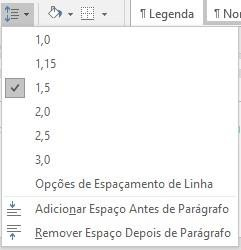 ¶ Legenda
¶ Nor
1,0
1,15
1,5
2,0
2,5
3,0
Opções de Espaçamento de Linha
Adicionar Espaço Antes de Parágrafo
Remover Espaço Depois de Parágrafo